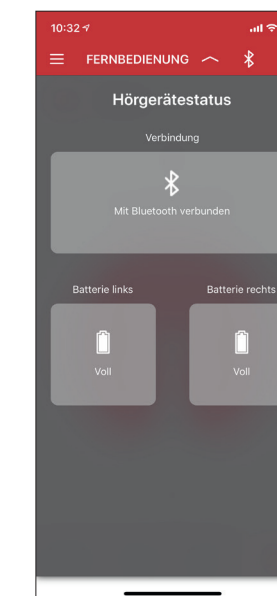 10:32
FERNBEDIENUNG
Hörgerätestatus
Verbindung
Mit Bluetooth verbunden
Batterie links
Batterie rechts
Voll
Voll